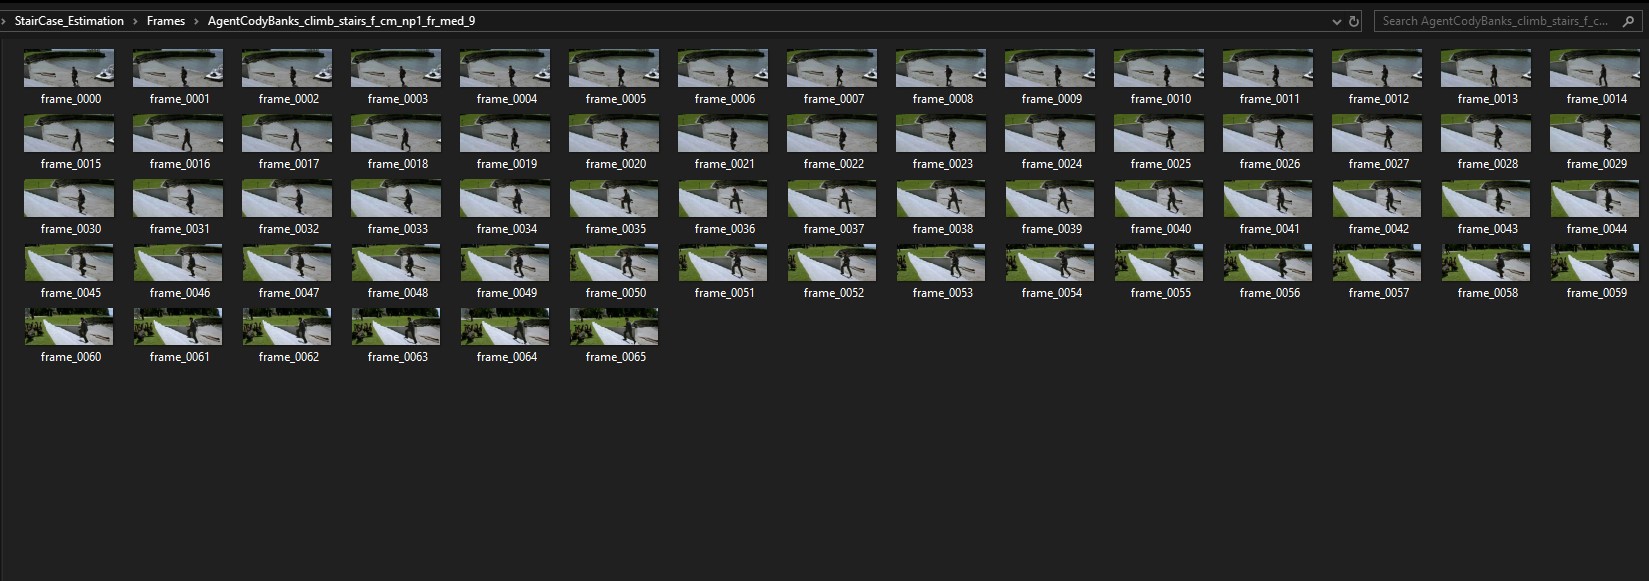 StairCase_Estimation > Frames > AgentCodyBanks_climb_stairs_f_cm_np1_fr_med_9
Search AgentCodyBanks_climb_stairs_f_c...
frame_0000 frame_0001 frame_0002 frame_0003 frame_0004 frame_0005 frame_0006 frame_0007 frame_0008 frame_0009 frame_0010 frame_0011 frame_0012 frame_0013 frame_0014
frame_0015 frame_0016 frame_0017 frame_0018 frame_0019 frame_0020 frame_0021 frame_0022 frame_0023 frame_0024 frame_0025 frame_0026 frame_0027 frame_0028 frame_0029
frame_0030 frame_0031 frame_0032 frame_0033 frame_0034 frame_0035 frame_0036 frame_0037 frame_0038 frame_0039 frame_0040 frame_0041 frame_0042 frame_0043 frame_0044
frame_0045 frame_0046 frame_0047 frame_0048 frame_0049 frame_0050 frame_0051 frame_0052 frame_0053 frame_0054 frame_0055 frame_0056 frame_0057 frame_0058 frame_0059
frame_0060 frame_0061 frame_0062 frame_0063 frame_0064 frame_0065